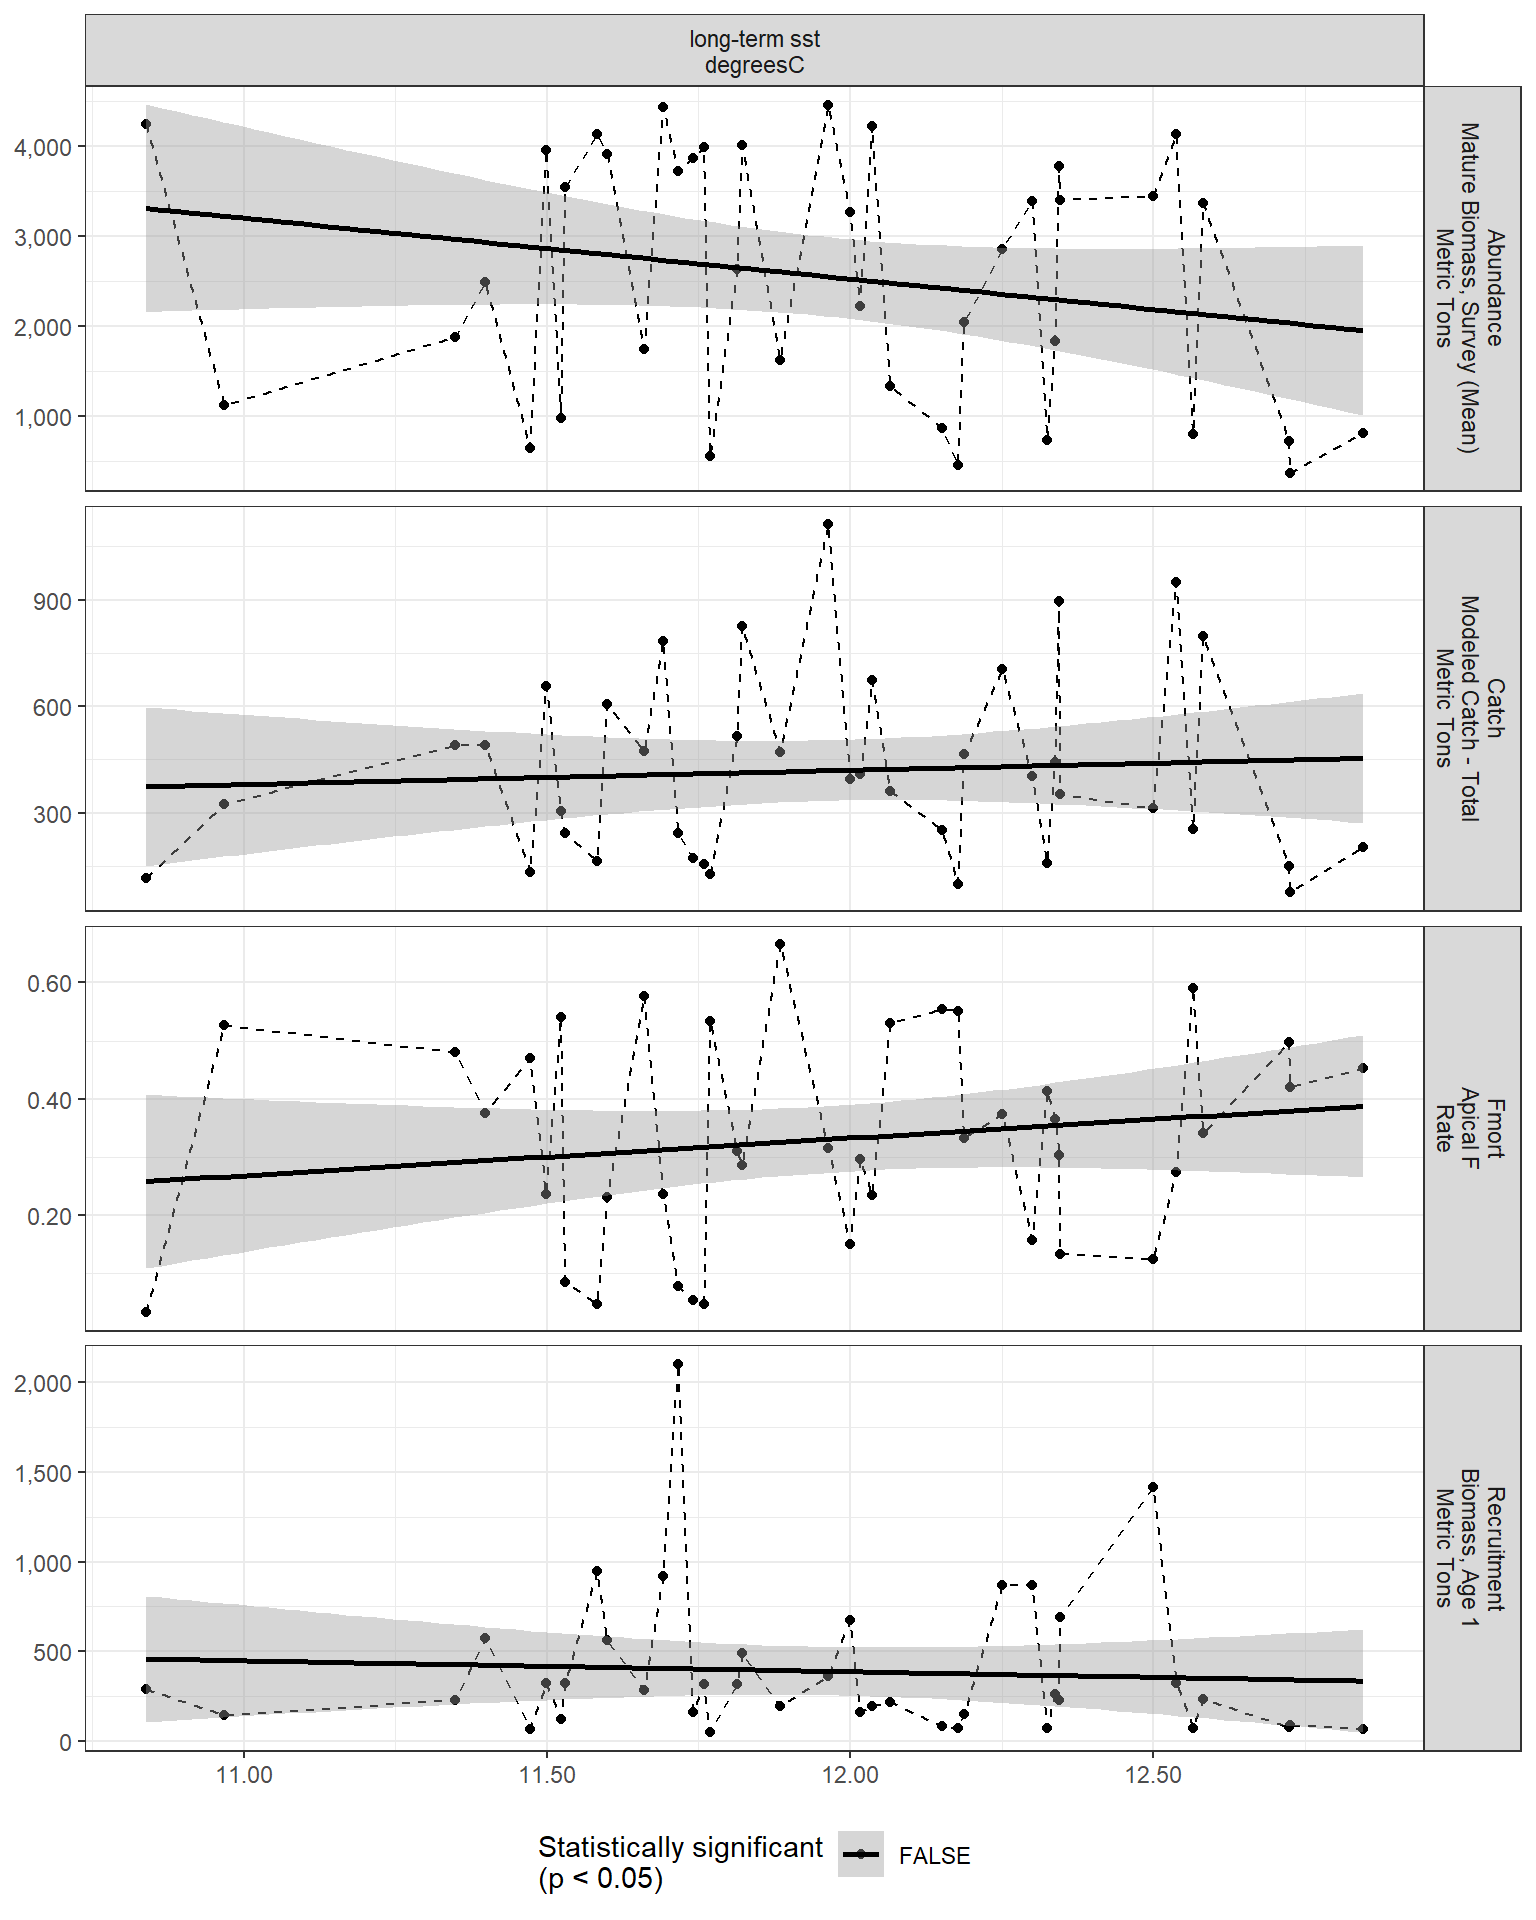 long-term sst
degreesC
4,000
3,000
2,000
1,000
Abundance
Mature Biomass, Survey (Mean)
Metric Tons
900
600
300
Catch
Modeled Catch - Total
Metric Tons
0.60
0.40
0.20
Fmort
Apical F
Rate
2,000
1,500
1,000
500
0
Recruitment
Biomass, Age 1
Metric Tons
11.00
11.50
12.00
12.50
Statistically significant
(p < 0.05)
FALSE